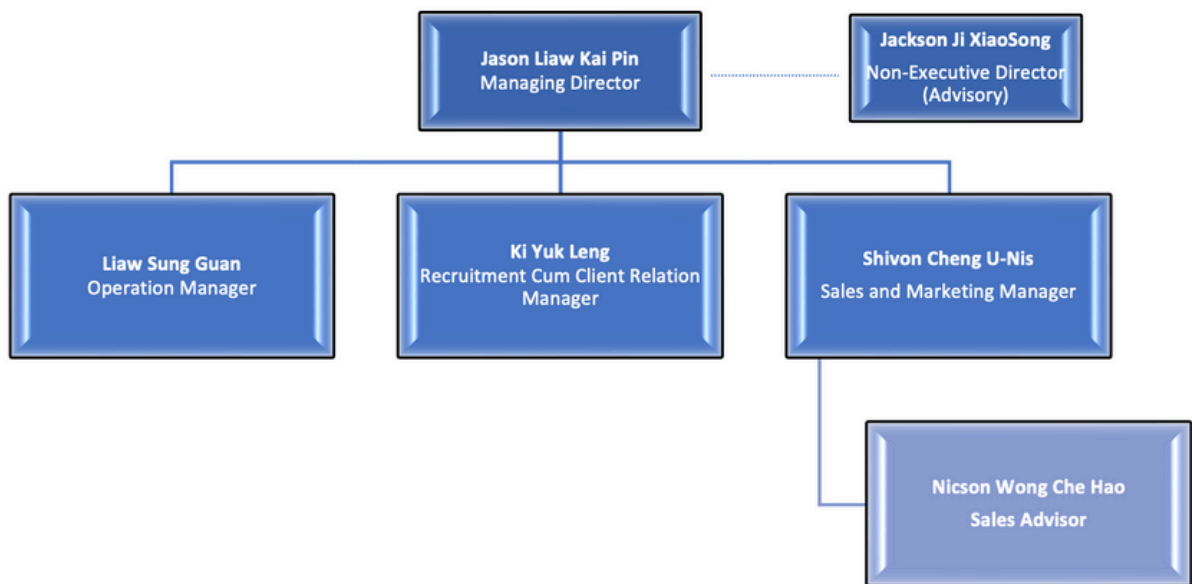 Jason Liaw Kai Pin
Managing Director
Jackson Ji XiaoSong
Non-Executive Director
(Advisory)
Liaw Sung Guan
Operation Manager
Ki Yuk Leng
Recruitment Cum Client Relation
Manager
Shivon Cheng U-Nis
Sales and Marketing Manager
Nicson Wong Che Hao
Sales Advisor